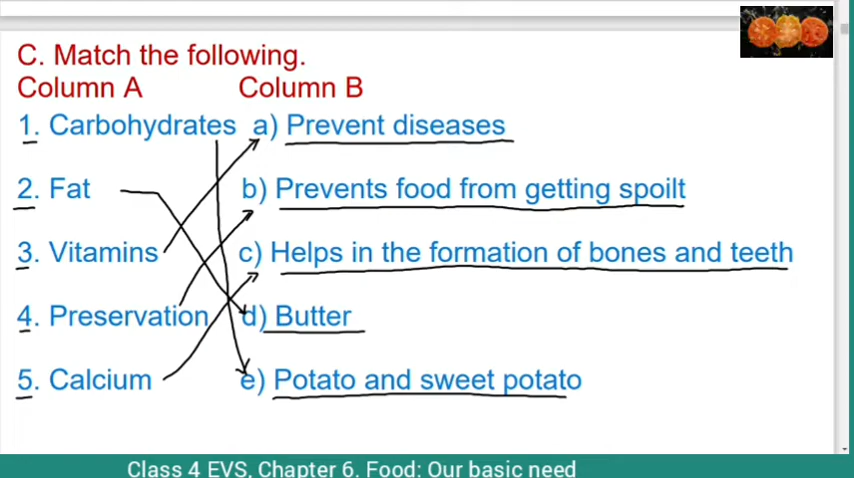 C. Match the following.
Column A Column B
1. Carbohydrates a) Prevent diseases
2. Fat b) Prevents food from getting spoilt
3. Vitamins c) Helps in the formation of bones and teeth
4. Preservation d) Butter
5. Calcium e) Potato and sweet potato
Class 4 EVS, Chapter 6. Food: Our basic need